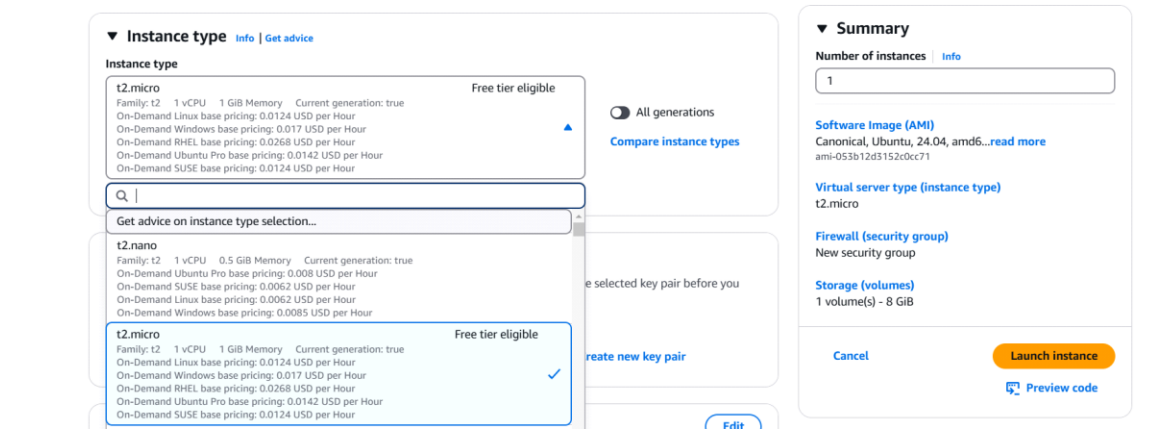 Instance type Info | Get advice
Instance type
t2.micro Free tier eligible
Family: t2 1 vCPU 1 GiB Memory Current generation: true
On-Demand Linux base pricing: 0.0124 USD per Hour
On-Demand Windows base pricing: 0.017 USD per Hour
On-Demand RHEL base pricing: 0.0268 USD per Hour
On-Demand Ubuntu Pro base pricing: 0.0142 USD per Hour
On-Demand SUSE base pricing: 0.0124 USD per Hour
All generations
Compare instance types
Get advice on instance type selection...
t2.nano
Family: t2 1 vCPU 0.5 GiB Memory Current generation: true
On-Demand Ubuntu Pro base pricing: 0.008 USD per Hour
On-Demand SUSE base pricing: 0.0062 USD per Hour
On-Demand Linux base pricing: 0.0062 USD per Hour
On-Demand Windows base pricing: 0.0085 USD per Hour
t2.micro Free tier eligible
Family: t2 1 vCPU 1 GiB Memory Current generation: true
On-Demand Linux base pricing: 0.0124 USD per Hour
On-Demand Windows base pricing: 0.017 USD per Hour
On-Demand RHEL base pricing: 0.0268 USD per Hour
On-Demand Ubuntu Pro base pricing: 0.0142 USD per Hour
On-Demand SUSE base pricing: 0.0124 USD per Hour
e selected key pair before you
reate new key pair
Edit
Summary
Number of instances Info
1
Software Image (AMI)
Canonical, Ubuntu, 24.04, amd6...read more
ami-053b12d3152c0cc71
Virtual server type (instance type)
t2.micro
Firewall (security group)
New security group
Storage (volumes)
1 volume(s) - 8 GiB
Cancel
Launch instance
Preview code